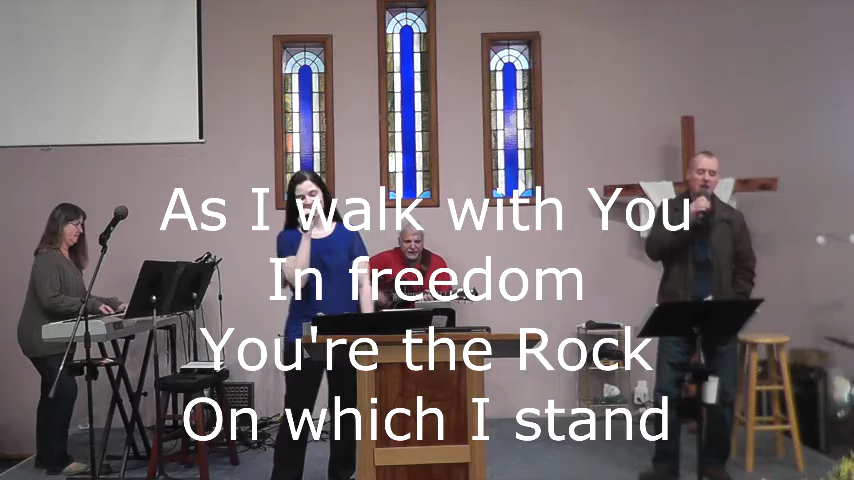 As I walk with You
In freedom
You're the Rock
On which I stand